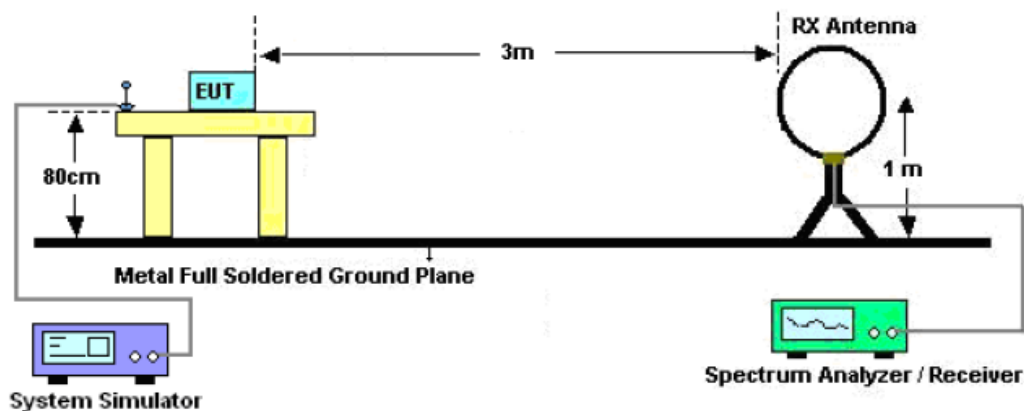 RX Antenna
3m
EUT
80cm
1 m
Metal Full Soldered Ground Plane
System Simulator
Spectrum Analyzer / Receiver